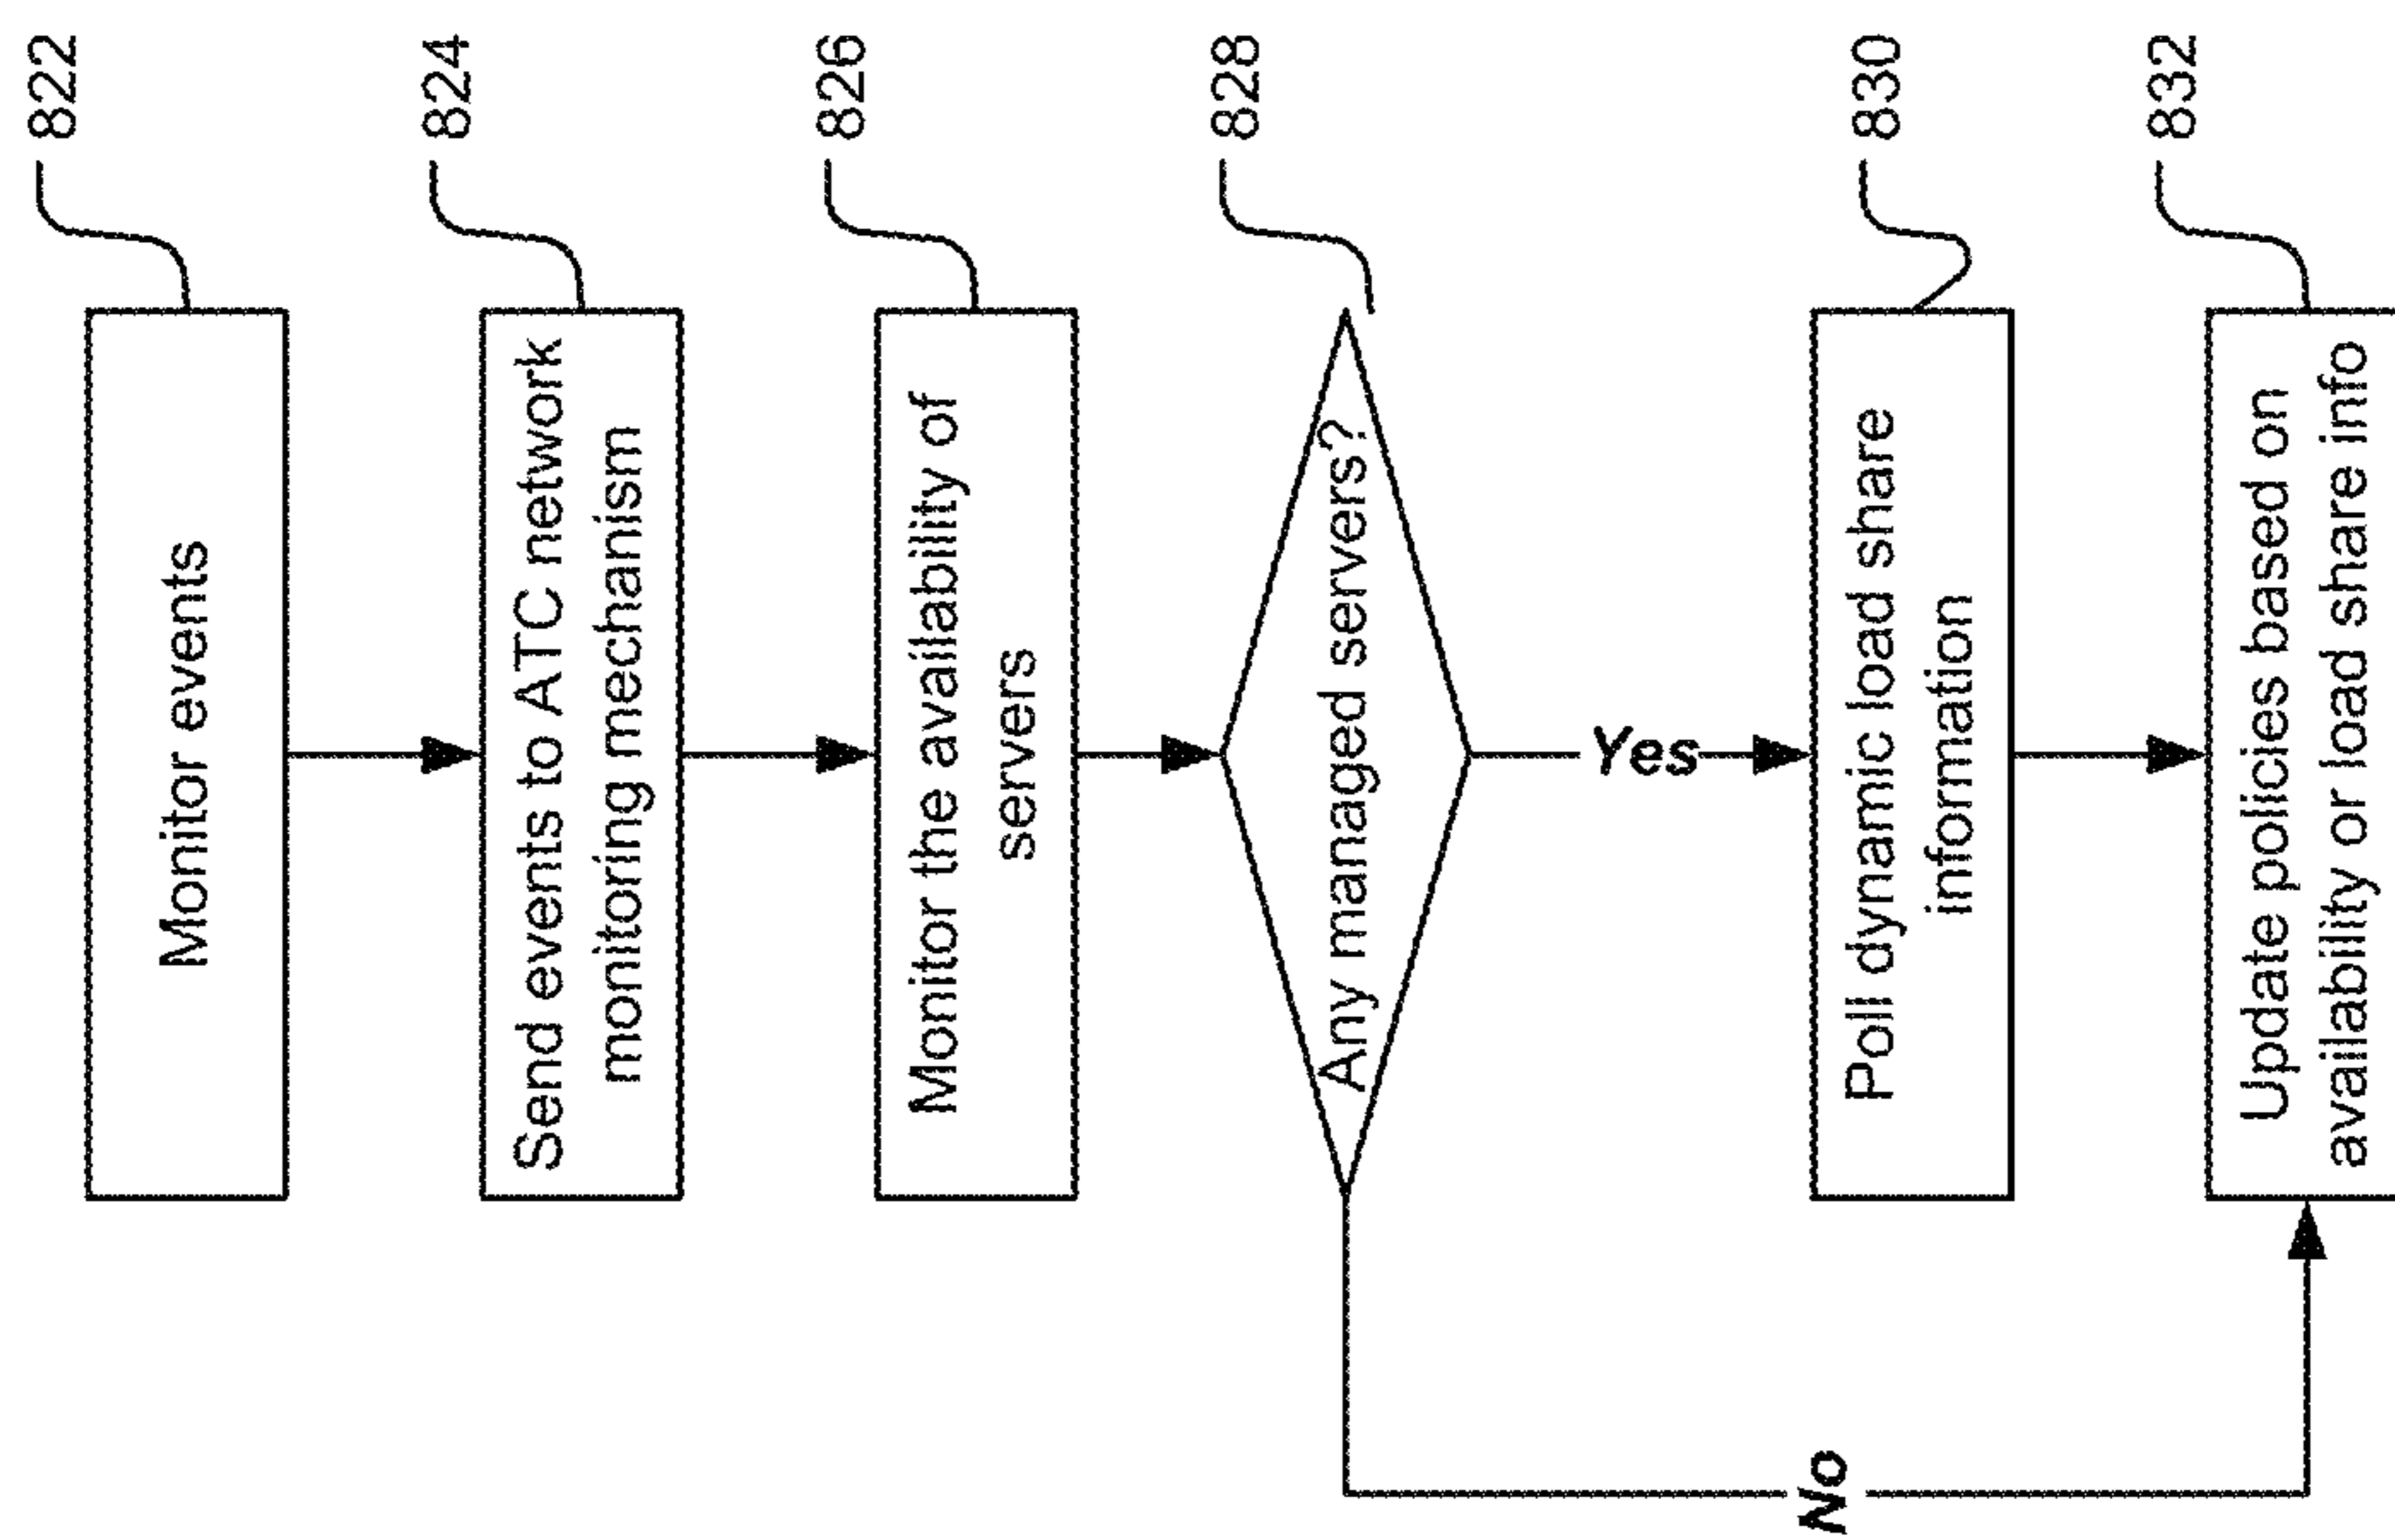 Monitor events
822
Send events to ATC network
monitoring mechanism
824
Monitor the availability of
servers
826
Any managed servers?
828
Yes
No
Poll dynamic load share
information
830
Update policies based on
availability or load share info
832